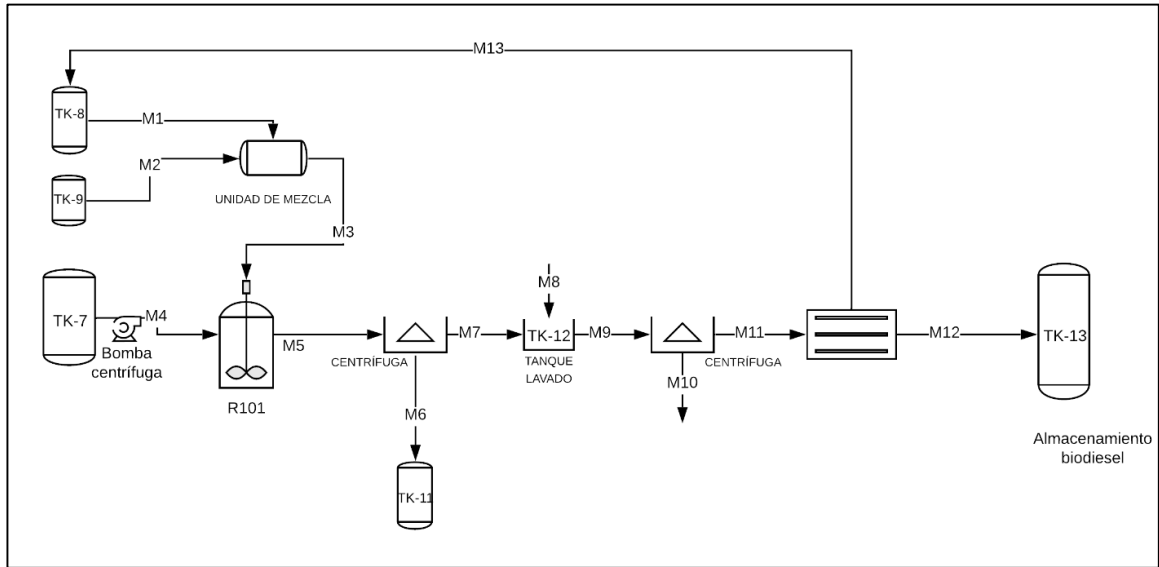 M13
TK-8
M1
M2
TK-9
UNIDAD DE MEZCLA
M3
TK-7
M4
Bomba
centrífuga
R101
M5
CENTRÍFUGA
M6
TK-11
M7
M8
TK-12
TANQUE
LAVADO
M9
M10
CENTRÍFUGA
M11
M12
TK-13
Almacenamiento
biodiesel